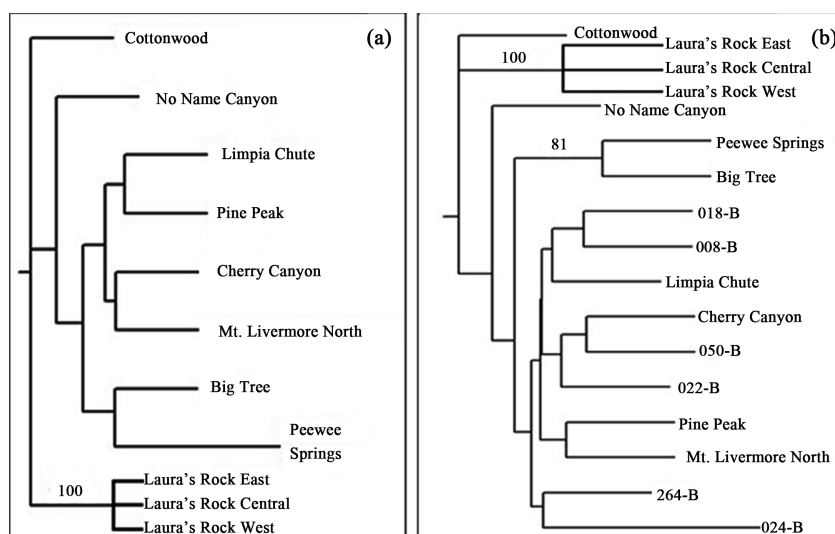 (a)
Cottonwood
No Name Canyon
Limpia Chute
Pine Peak
Cherry Canyon
Mt. Livermore North
Big Tree
Peewee
Springs
100
Laura's Rock East
Laura's Rock Central
Laura's Rock West
(b)
Cottonwood
Laura's Rock East
100
Laura's Rock Central
Laura's Rock West
No Name Canyon
81
Peewee Springs
Big Tree
018-B
008-B
Limpia Chute
Cherry Canyon
050-B
022-B
Pine Peak
Mt. Livermore North
264-B
024-B